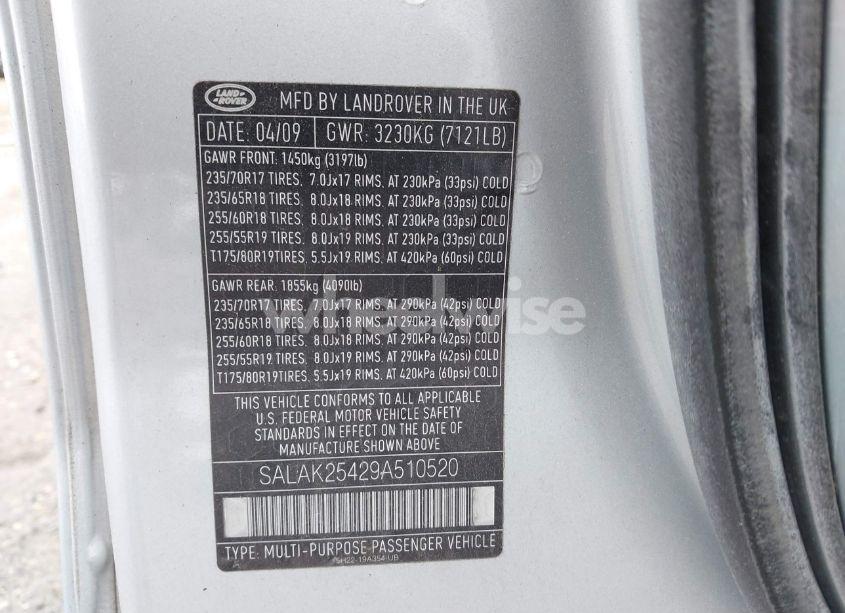 LAND ROVER
MFD BY LANDROVER IN THE UK
DATE: 04/09 GWR: 3230KG (7121LB)
GAWR FRONT: 1450kg (3197lb)
235/70R17 TIRES, 7.0Jx17 RIMS. AT 230kPa (33psi) COLD
235/65R18 TIRES, 8.0Jx18 RIMS. AT 230kPa (33psi) COLD
255/60R18 TIRES, 8.0Jx18 RIMS. AT 230kPa (33psi) COLD
255/55R19 TIRES, 8.0Jx19 RIMS. AT 230kPa (33psi) COLD
T175/80R19TIRES, 5.5Jx19 RIMS. AT 420kPa (60psi) COLD
GAWR REAR: 1855kg (4090lb)
235/70R17 TIRES, 7.0Jx17 RIMS. AT 290kPa (42psi) COLD
235/65R18 TIRES, 8.0Jx18 RIMS. AT 290kPa (42psi) COLD
255/60R18 TIRES, 8.0Jx18 RIMS. AT 290kPa (42psi) COLD
255/55R19 TIRES, 8.0Jx19 RIMS. AT 290kPa (42psi) COLD
T175/80R19TIRES, 5.5Jx19 RIMS. AT 420kPa (60psi) COLD
wheelwise
THIS VEHICLE CONFORMS TO ALL APPLICABLE
U.S. FEDERAL MOTOR VEHICLE SAFETY
STANDARDS IN EFFECT ON THE DATE OF
MANUFACTURE SHOWN ABOVE
SALAK25429A510520
TYPE: MULTI-PURPOSE PASSENGER VEHICLE